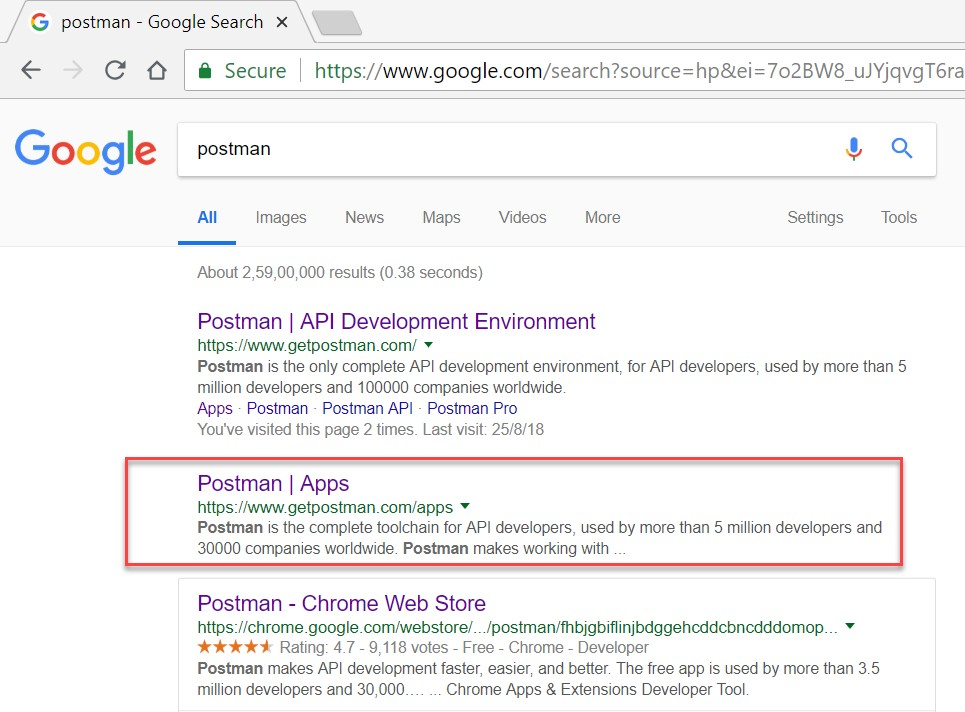 postman - Google Search
Secure https://www.google.com/search?source=hp&ei=7o2BW8_uJYjqvgT6ra
Google
postman
All Images News Maps Videos More Settings Tools
About 2,59,00,000 results (0.38 seconds)
Postman | API Development Environment
https://www.getpostman.com/
Postman is the only complete API development environment, for API developers, used by more than 5
million developers and 100000 companies worldwide.
Apps · Postman · Postman API · Postman Pro
You've visited this page 2 times. Last visit: 25/8/18
Postman | Apps
https://www.getpostman.com/apps
Postman is the complete toolchain for API developers, used by more than 5 million developers and
30000 companies worldwide. Postman makes working with ...
Postman - Chrome Web Store
https://chrome.google.com/webstore/.../postman/fhbjgbiflinjbdggehcddcbncdddomop...
Rating: 4.7 - 9,118 votes - Free - Chrome - Developer
Postman makes API development faster, easier, and better. The free app is used by more than 3.5
million developers and 30,000.... ... Chrome Apps & Extensions Developer Tool.